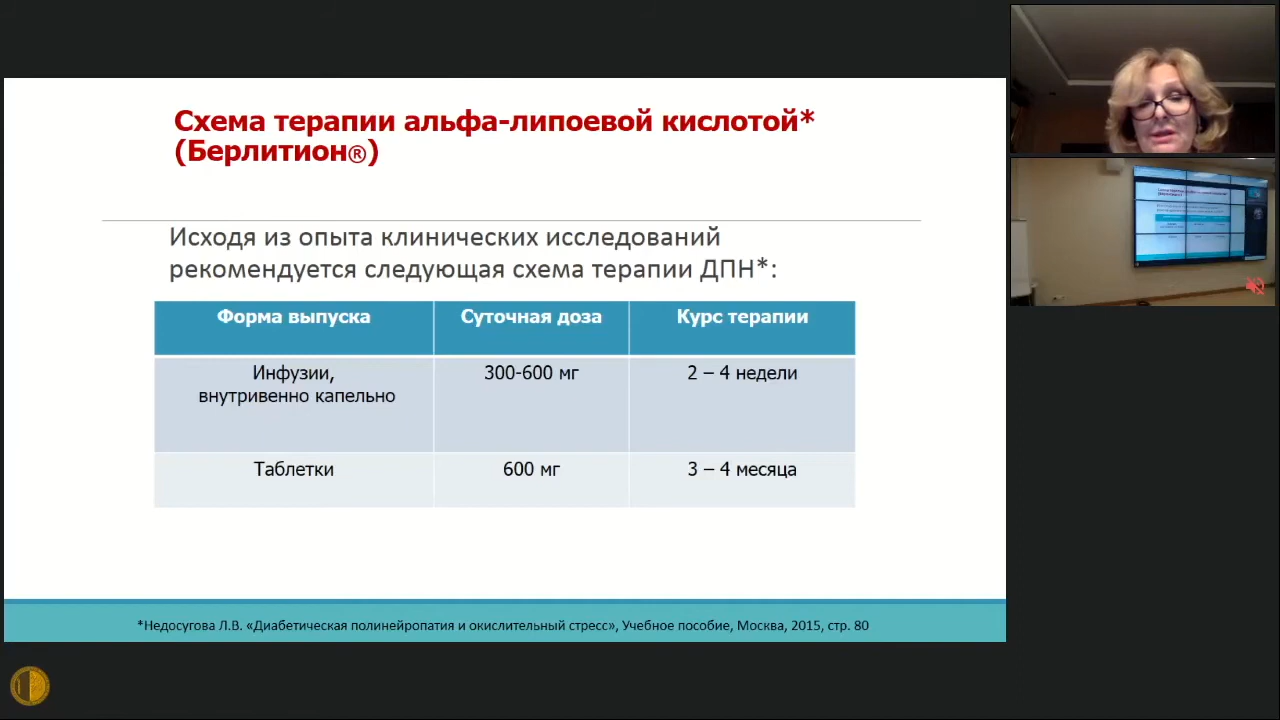 Схема терапии альфа-липоевой кислотой*
(Берлитион®)
Исходя из опыта клинических исследований
рекомендуется следующая схема терапии ДПН*:
Форма выпуска
Суточная доза
Курс терапии
Инфузии,
внутривенно капельно
300-600 мг
2 – 4 недели
Таблетки
600 мг
3 – 4 месяца
*Недосугова Л.В. «Диабетическая полинейропатия и окислительный стресс», Учебное пособие, Москва, 2015, стр. 80